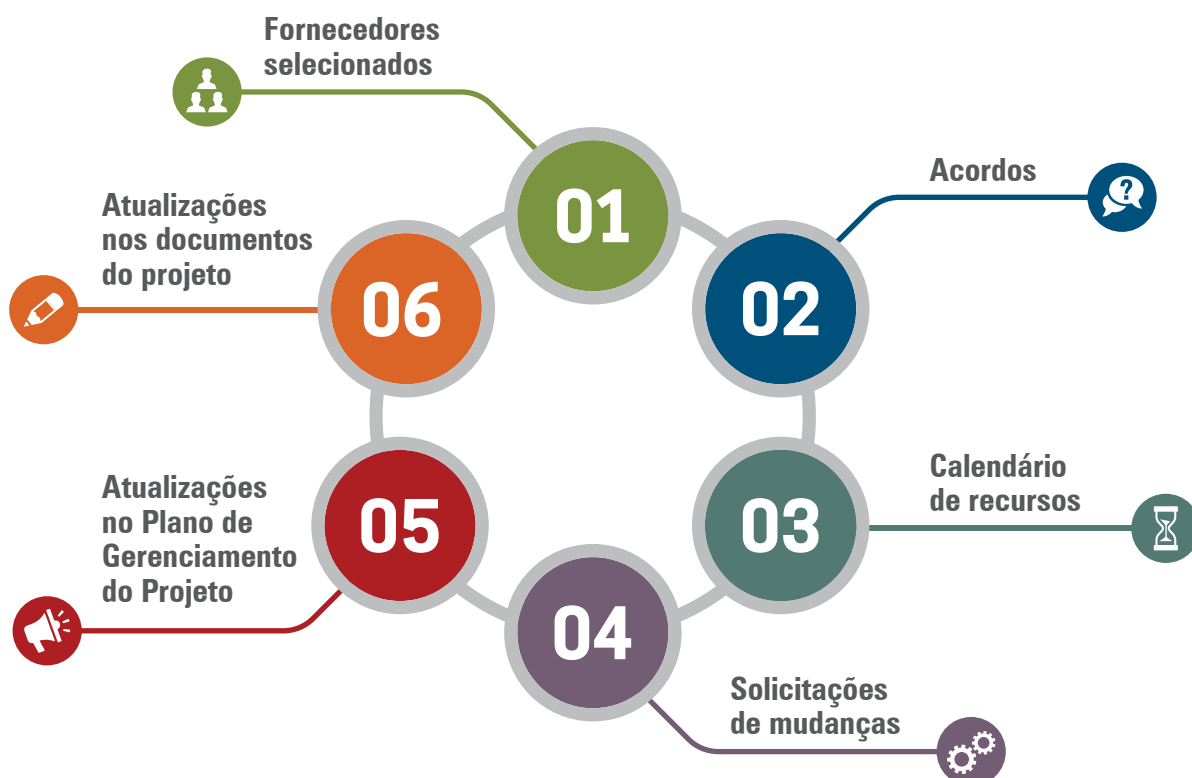 Fornecedores
selecionados
01
Acordos
?
02
Calendário
de recursos
03
Solicitações
de mudanças
04
Atualizações
no Plano de
Gerenciamento
do Projeto
05
Atualizações
nos documentos
do projeto
06